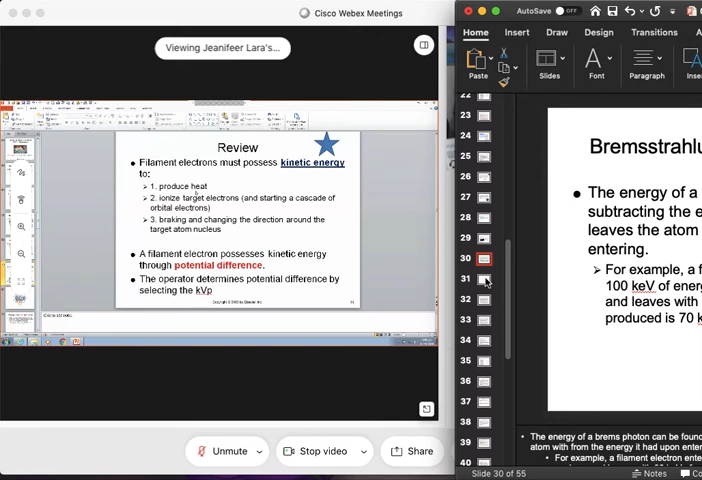 Cisco Webex Meetings
Viewing Jeanifeer Lara's...
Review
Filament electrons must possess kinetic energy
to:
1. produce heat
2. ionize target electrons (and starting a cascade of
orbital electrons)
3. braking and changing the direction around the
target atom nucleus
A filament electron possesses kinetic energy
through potential difference.
The operator determines potential difference by
selecting the kVp
Unmute
Stop video
Share
AutoSave OFF
Home Insert Draw Design Transitions
Paste
Slides
Font
Paragraph
Inser
22
23
24
25
26
27
28
29
30
31
32
33
34
35
36
37
38
39
40
Bremsstrahlu
The energy of a
subtracting the e
leaves the atom
entering.
For example, a f
100 keV of energ
and leaves with
produced is 70 k
The energy of a brems photon can be found
atom with from the energy it had upon enter
For example, a filament electron ente
Slide 30 of 55
Notes
Co